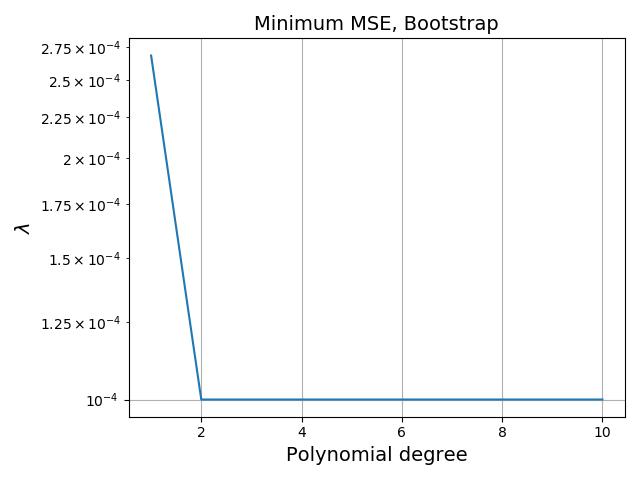 Minimum MSE, Bootstrap
2.75 × 10⁻⁴
2.5 × 10⁻⁴
2.25 × 10⁻⁴
2 × 10⁻⁴
1.75 × 10⁻⁴
1.5 × 10⁻⁴
1.25 × 10⁻⁴
10⁻⁴
λ
2 4 6 8 10
Polynomial degree